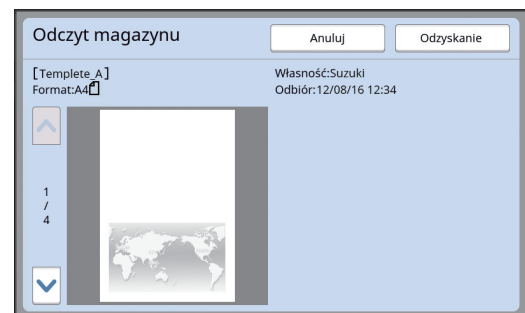 Odczyt magazynu
Anuluj
Odzyskanie
[Templete_A]
Format:A4
Własność:Suzuki
Odbiór:12/08/16 12:34
1
/
4